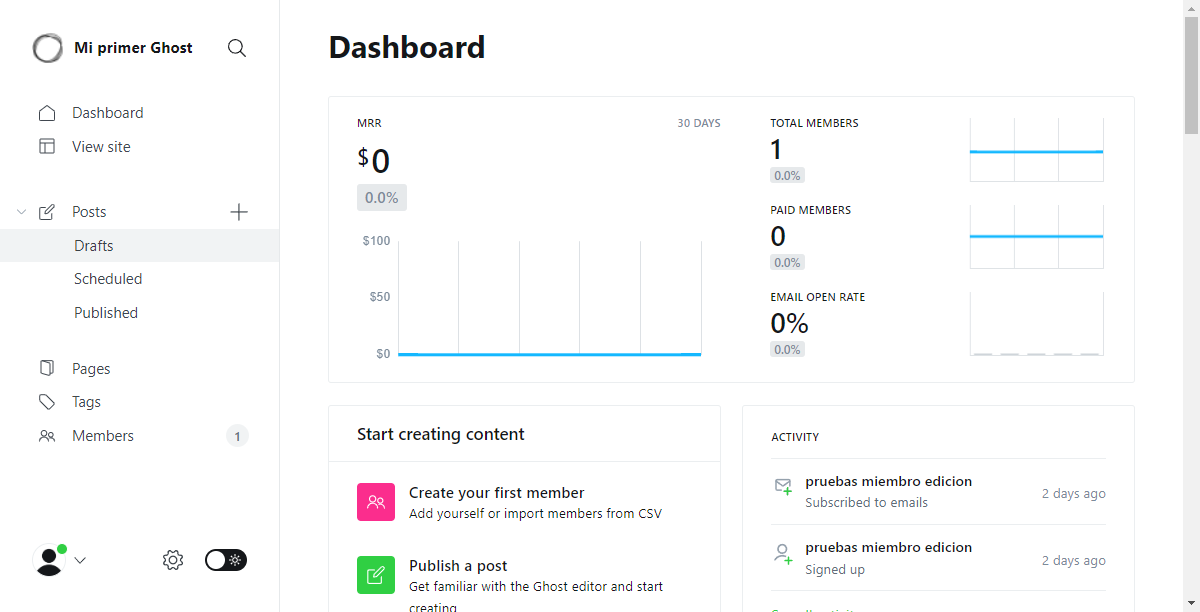 Mi primer Ghost
Dashboard
View site
Posts
Drafts
Scheduled
Published
Pages
Tags
Members
1
Dashboard
MRR
30 DAYS
$0
0.0%
$100
$50
$0
TOTAL MEMBERS
1
0.0%
PAID MEMBERS
0
0.0%
EMAIL OPEN RATE
0%
0.0%
Start creating content
Create your first member
Add yourself or import members from CSV
Publish a post
Get familiar with the Ghost editor and start
creating
ACTIVITY
pruebas miembro edicion
Subscribed to emails
2 days ago
pruebas miembro edicion
Signed up
2 days ago